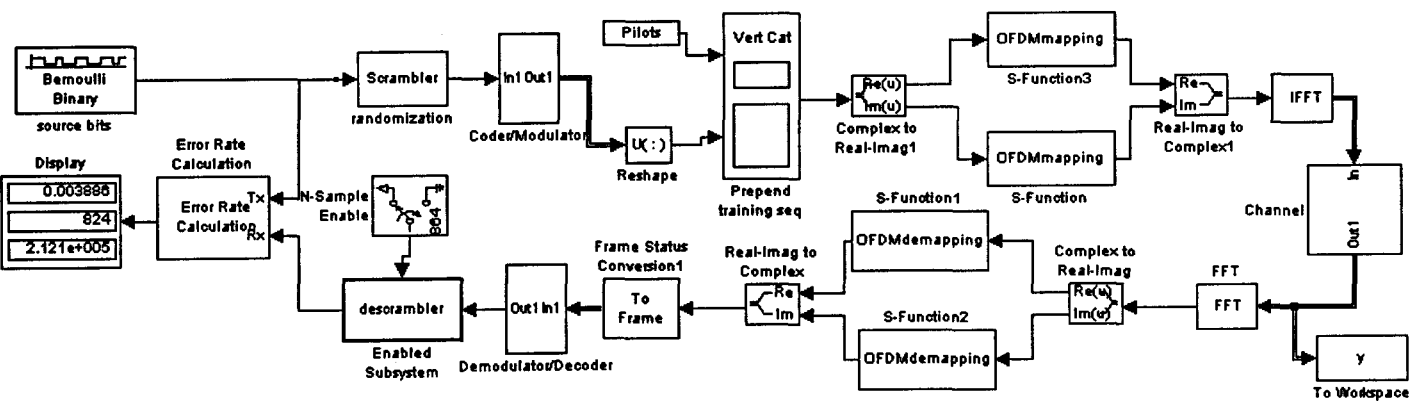 Bernoulli
Binary
source bits
Scrambler
randomization
In1 Out1
Coder/Modulator
Pilots
U( : )
Reshape
Vert Cat
Prepend
training seq
Re(u)
Im(u)
Complex to
Real-Imag1
OFDMmapping
S-Function3
OFDMmapping
S-Function
Re
Im
Real-Imag to
Complex1
IFFT
In
Channel
Out1
Display
0.003886
824
2.121e+005
Error Rate
Calculation
Error Rate
Calculation
Tx
Rx
N-Sample
Enable
864
descrambler
Enabled
Subsystem
Out1 In1
Demodulator/Decoder
Frame Status
Conversion1
To
Frame
Real-Imag to
Complex
Re
Im
S-Function1
OFDMdemapping
S-Function2
OFDMdemapping
Complex to
Real-Imag
Re(u)
Im(u)
FFT
FFT
y
To Workspace